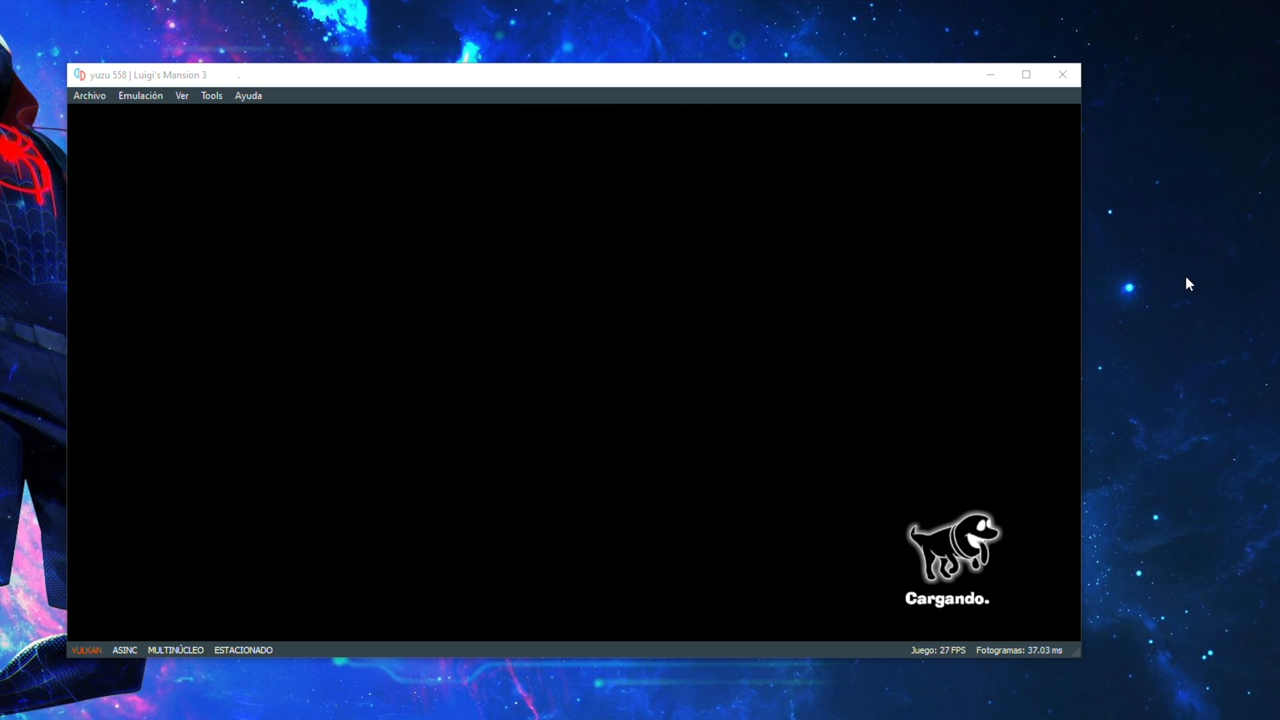 yuzu 558 | Luigi's Mansion 3
Archivo Emulación Ver Tools Ayuda
Cargando.
VULKAN ASINC MULTINÚCLEO ESTACIONADO Juego: 27 FPS Fotogramas: 37.03 ms